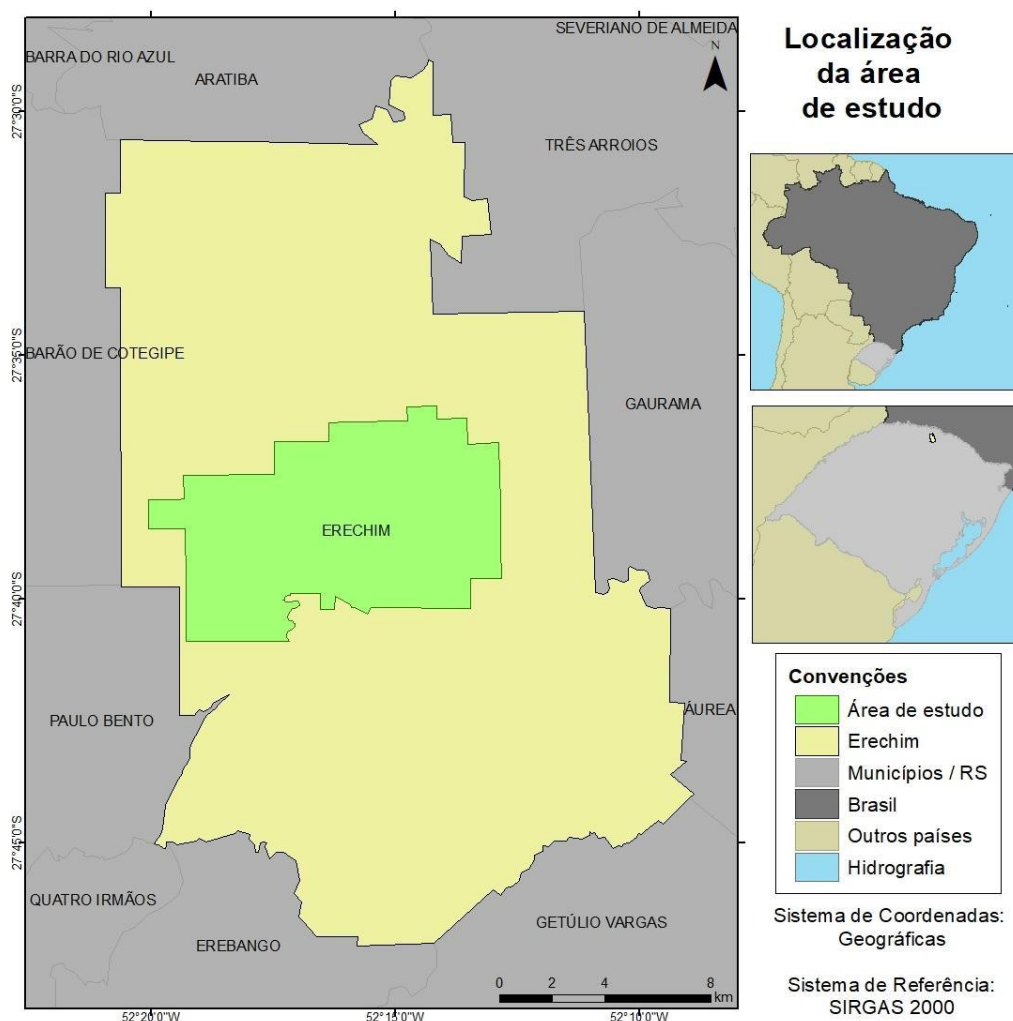 SEVERIANO DE ALMEIDA
BARRA DO RIO AZUL
ARATIBA
N
TRÊS ARROIOS
BARÃO DE COTEGIPE
GAURAMA
ERECHIM
PAULO BENTO
ÁUREA
QUATRO IRMÃOS
GETÚLIO VARGAS
EREBANGO
27°30'0"S
27°35'0"S
27°40'0"S
27°45'0"S
0 2 4 8
km
52°20'0"W
52°15'0"W
52°10'0"W
Localização
da área
de estudo
Convenções
Área de estudo
Erechim
Municípios / RS
Brasil
Outros países
Hidrografia
Sistema de Coordenadas:
Geográficas
Sistema de Referência:
SIRGAS 2000